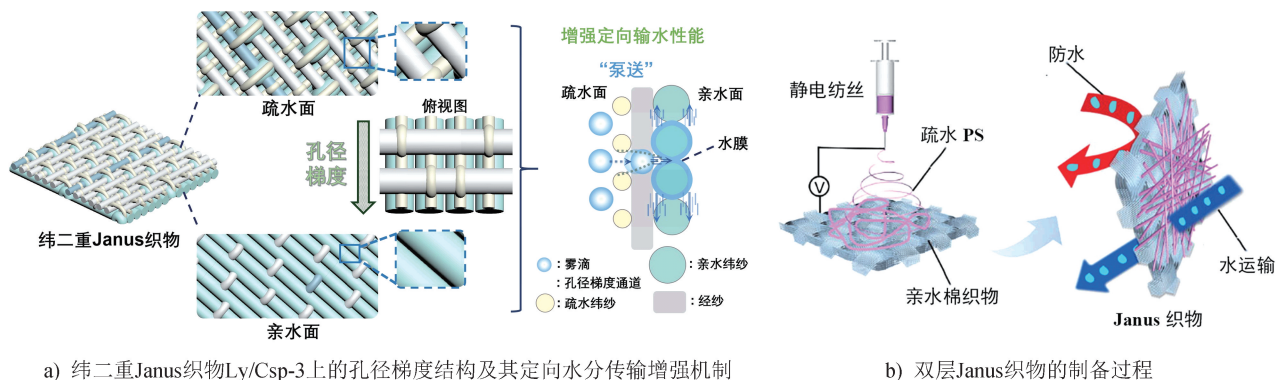 疏水面
俯视图
孔径
梯度
纬二重Janus织物
亲水面
增强定向输水性能
“泵送”
疏水面
亲水面
水膜
：雾滴
：孔径梯度通道
：疏水纬纱
：亲水纬纱
：经纱
a) 纬二重Janus织物Ly/Csp-3上的孔径梯度结构及其定向水分传输增强机制
静电纺丝
疏水 PS
V
亲水棉织物
防水
水运输
Janus 织物
b) 双层Janus织物的制备过程